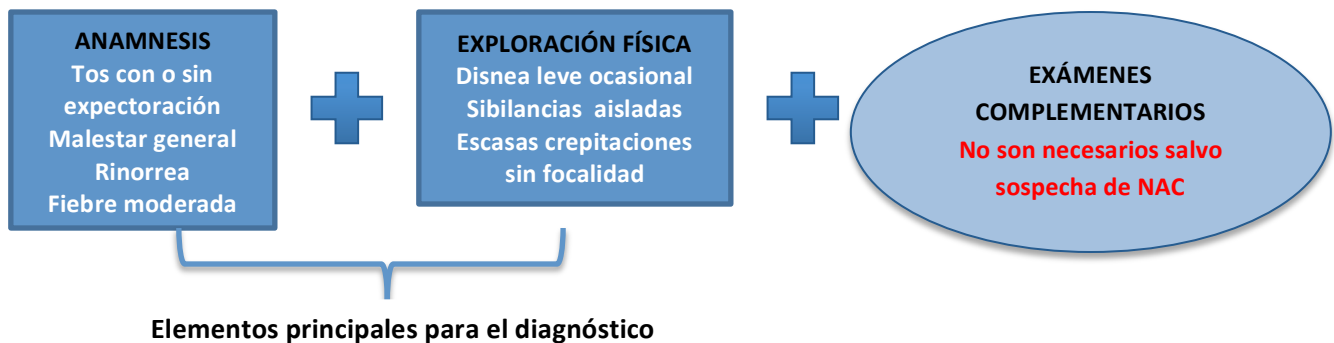 ANAMNESIS
Tos con o sin
expectoración
Malestar general
Rinorrea
Fiebre moderada
EXPLORACIÓN FÍSICA
Disnea leve ocasional
Sibilancias aisladas
Escasas crepitaciones
sin focalidad
EXÁMENES
COMPLEMENTARIOS
No son necesarios salvo
sospecha de NAC
Elementos principales para el diagnóstico